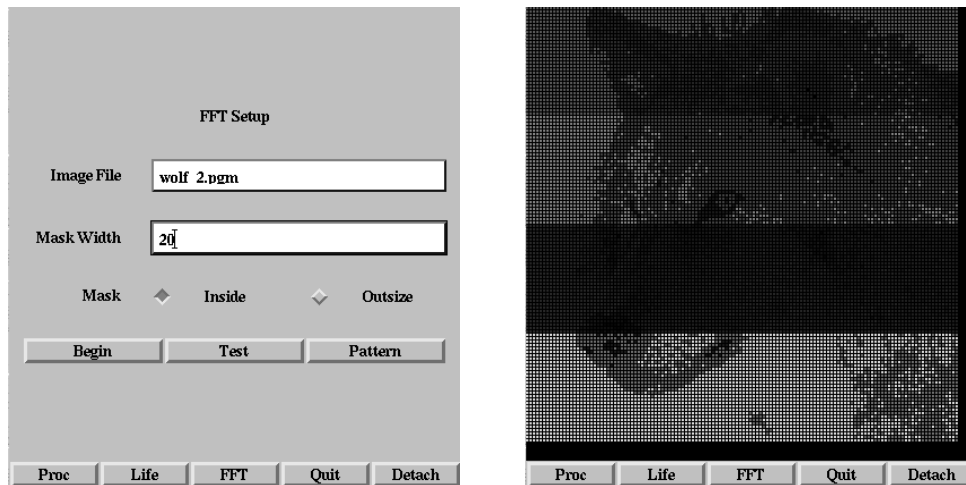 FFT Setup
Image File wolf_2.pgm
Mask Width 20
Mask Inside Outsize
Begin Test Pattern
Proc Life FFT Quit Detach
Proc Life FFT Quit Detach